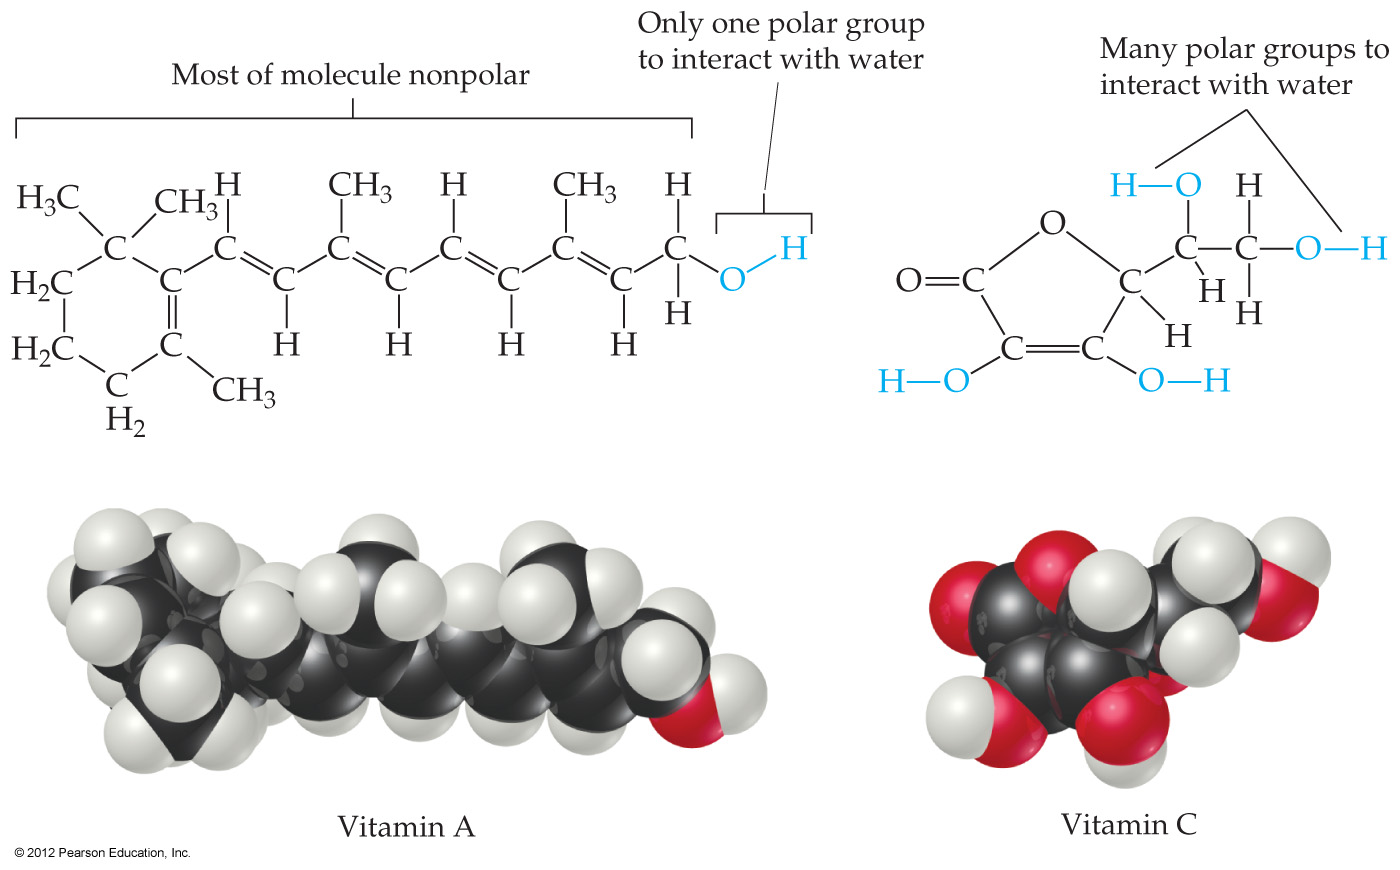 Only one polar group
to interact with water
Many polar groups to
interact with water
Most of molecule nonpolar
H₃C CH₃ H CH₃ H CH₃ H
H
C C C C C C
H₂C C C C C C O
H
H H H H
H₂C C
C CH₃
H₂
H—O H
O C—C—O—H
O=C C H H
H
C=C
H—O O—H
Vitamin A
Vitamin C
© 2012 Pearson Education, Inc.